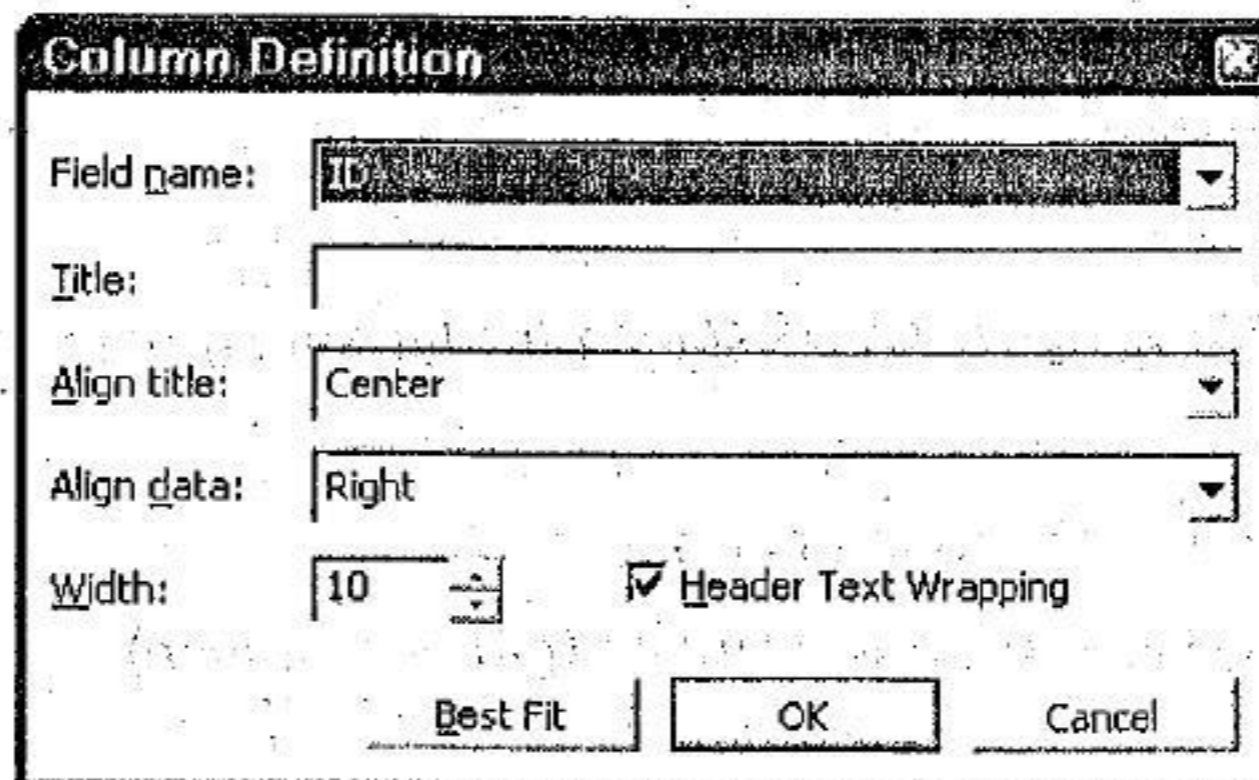 Column Definition
Field name: ID
Title:
Align title: Center
Align data: Right
Width: 10 Header Text Wrapping
Best Fit OK Cancel